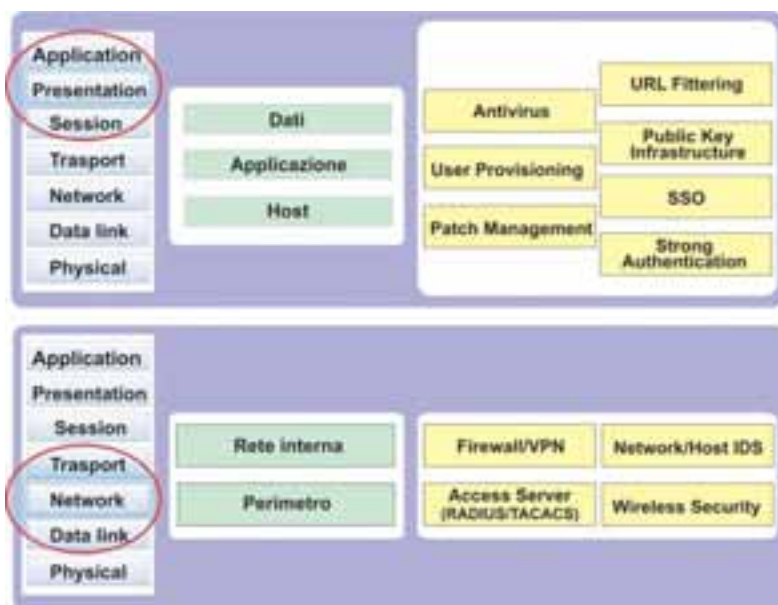 Application
Presentation
Session
Trasport
Network
Data link
Physical
Dati
Applicazione
Host
Antivirus
User Provisioning
Patch Management
URL Fittering
Public Key
Infrastructure
SSO
Strong
Authentication
Application
Presentation
Session
Trasport
Network
Data link
Physical
Rete interna
Perimetro
Firewall/VPN
Network/Host IDS
Access Server
(RADIUS/TACACS)
Wireless Security